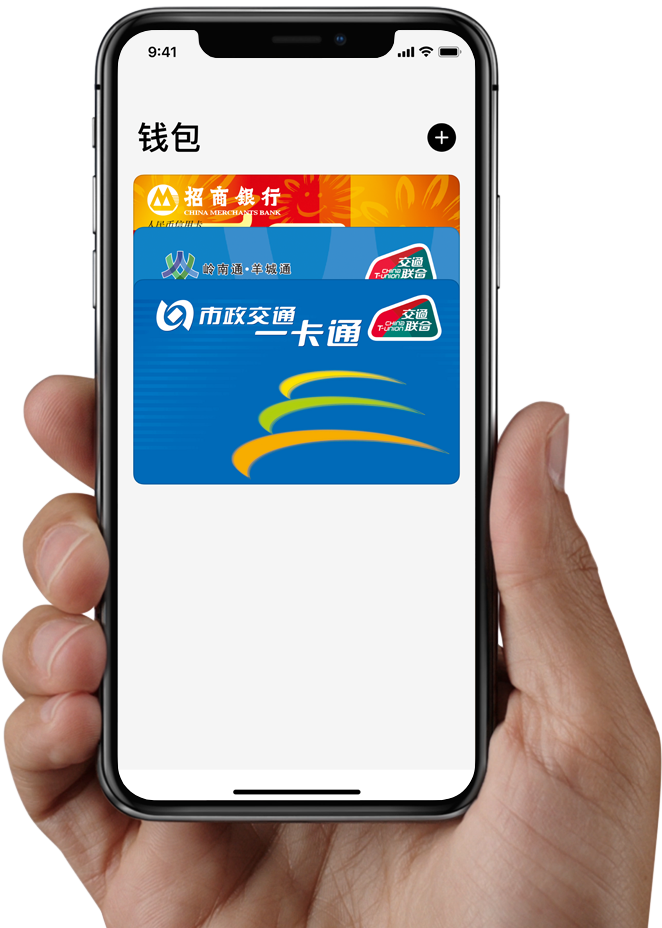 9:41
钱包
招商银行
CHINA MERCHANTS BANK
人民币信用卡
岭南通·羊城通
交通
CHINA
T-UNION 联合
市政交通
一卡通
交通
CHINA
T-UNION 联合